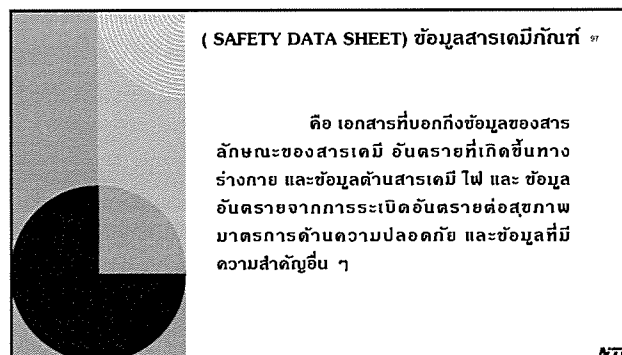 ( SAFETY DATA SHEET) ข้อมูลสารเคมีภัณฑ์ 97
คือ เอกสารที่บอกถึงข้อมูลของสาร
ลักษณะของสารเคมี อันตรายที่เกิดขึ้นทาง
ร่างกาย และข้อมูลด้านสารเคมี ไฟ และ ข้อมูล
อันตรายจากการระเบิดอันตรายต่อสุขภาพ
มาตรการด้านความปลอดภัย และข้อมูลที่มี
ความสำคัญอื่น ๆ